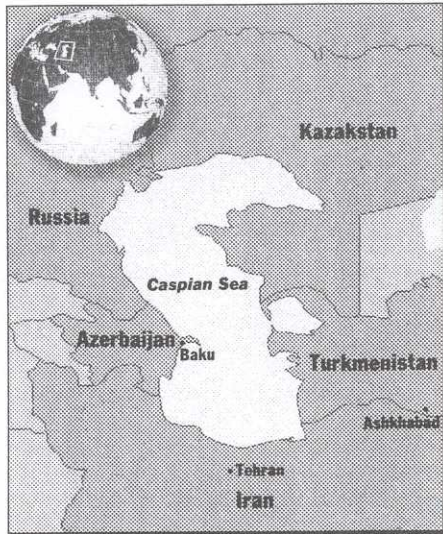 Kazakstan
Russia
Caspian Sea
Azerbaijan
Baku
Turkmenistan
Ashkhabad
Tehran
Iran